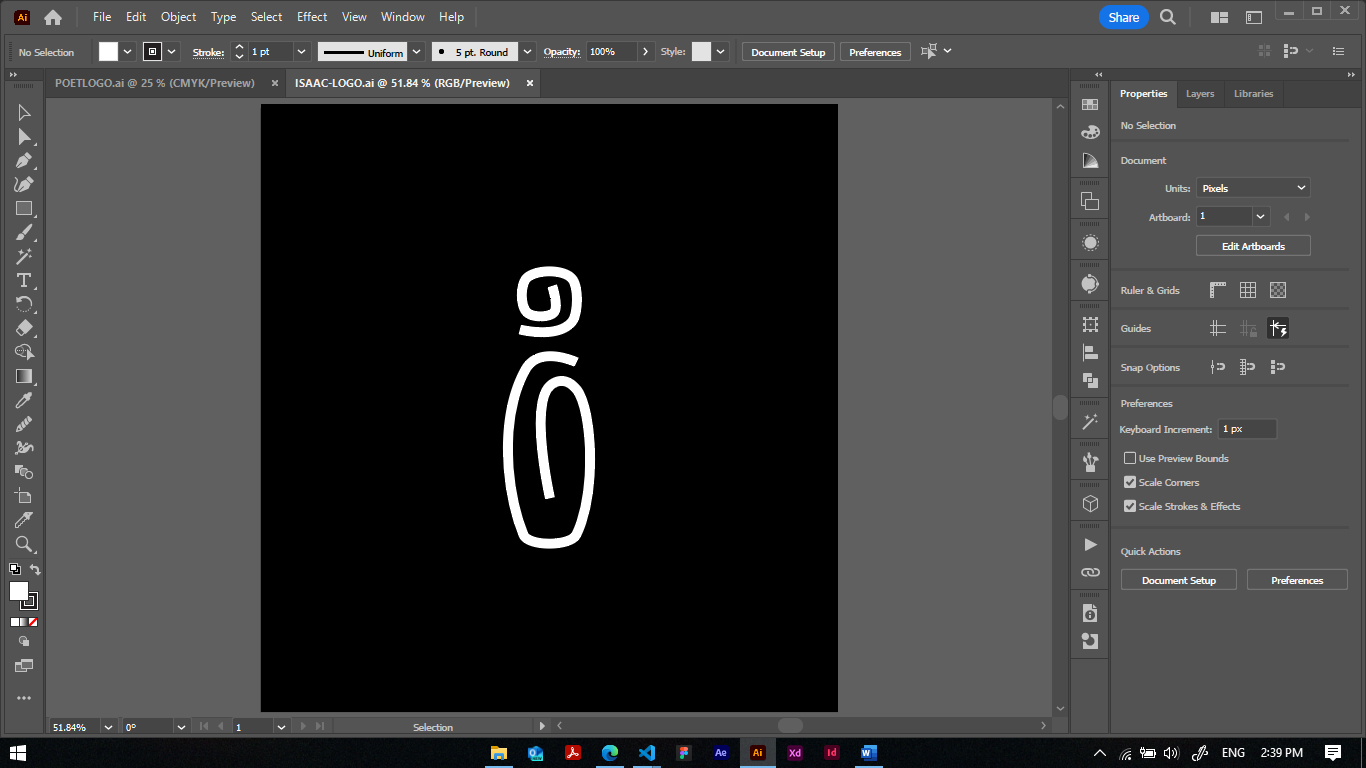 Ai File Edit Object Type Select Effect View Window Help Share
No Selection Stroke: 1 pt Uniform 5 pt. Round Opacity: 100% Style: Document Setup Preferences
POETLOGO.ai @ 25 % (CMYK/Preview) ISAAC-LOGO.ai @ 51.84 % (RGB/Preview)
Properties Layers Libraries
No Selection
Document
Units: Pixels
Artboard: 1
Edit Artboards
Ruler & Grids
Guides
Snap Options
Preferences
Keyboard Increment: 1 px
Use Preview Bounds
Scale Corners
Scale Strokes & Effects
Quick Actions
Document Setup Preferences
51.84% 0° 1 Selection
Ae Ai Xd Id ENG 2:39 PM